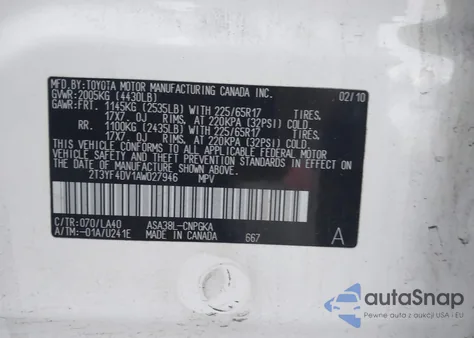 MFD.BY:TOYOTA MOTOR MANUFACTURING CANADA INC.
GVWR:2005KG (4430LB) 02/10
GAWR:FRT. 1145KG (2535LB) WITH 225/65R17 TIRES,
17X7.0J RIMS, AT 220KPA (32PSI) COLD
RR. 1100KG (2435LB) WITH 225/65R17 TIRES,
17X7.0J RIMS, AT 220KPA (32PSI) COLD
THIS VEHICLE CONFORMS TO ALL APPLICABLE FEDERAL MOTOR
VEHICLE SAFETY AND THEFT PREVENTION STANDARDS IN EFFECT
ON THE DATE OF MANUFACTURE SHOWN ABOVE.
2T3YF4DV1AW027946 MPV
C/TR:070/LA40 ASA38L-CNPGKA
A/TM:-01A/U241E MADE IN CANADA 667 A
autoSnap
Pewne auta z aukcji USA i Kanady